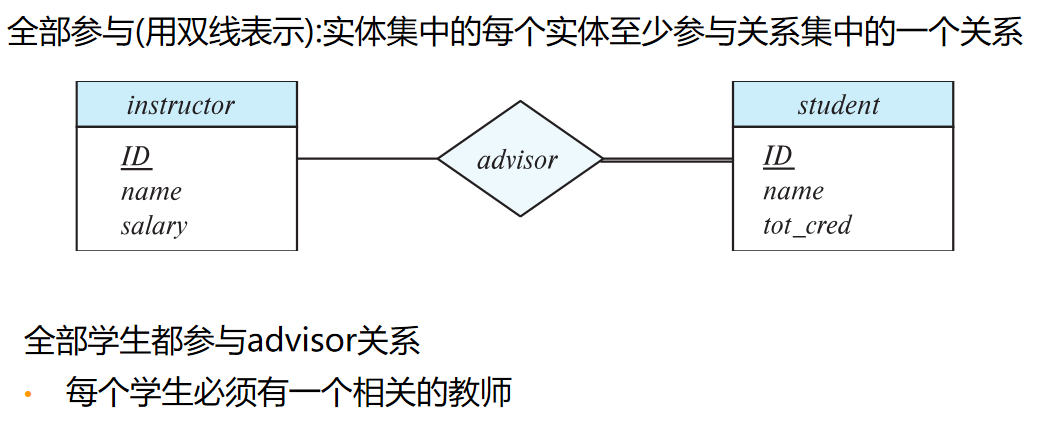 全部参与(用双线表示):实体集中的每个实体至少参与关系集中的一个关系
instructor
ID
name
salary
advisor
student
ID
name
tot_cred
全部学生都参与advisor关系
• 每个学生必须有一个相关的教师